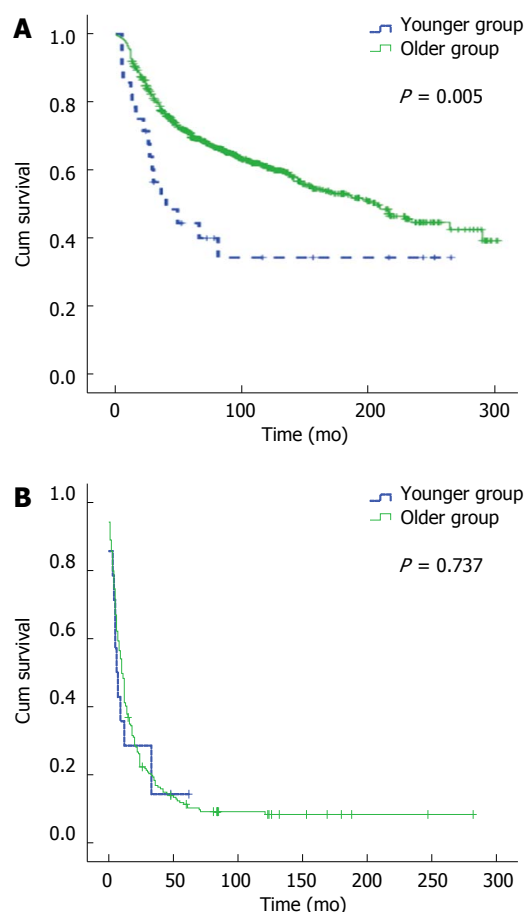 A
Younger group
Older group
P = 0.005
1.0
0.8
0.6
0.4
0.2
0.0
Cum survival
0 100 200 300
Time (mo)
B
Younger group
Older group
P = 0.737
1.0
0.8
0.6
0.4
0.2
0.0
Cum survival
0 50 100 150 200 250 300
Time (mo)